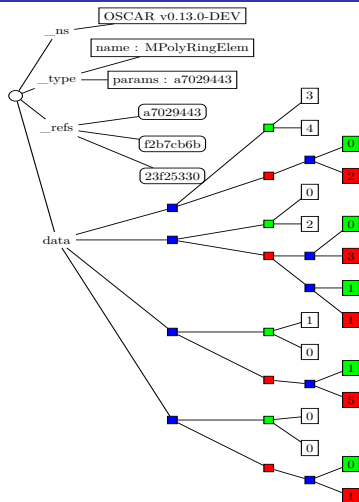 OSCAR v0.13.0-DEV
_ns
name : MPolyRingElem
_type
params : a7029443
3
a7029443
_refs
4
f2b7cb6b
0
23f25330
2
0
2
0
data
3
1
1
1
0
1
5
0
0
0
1